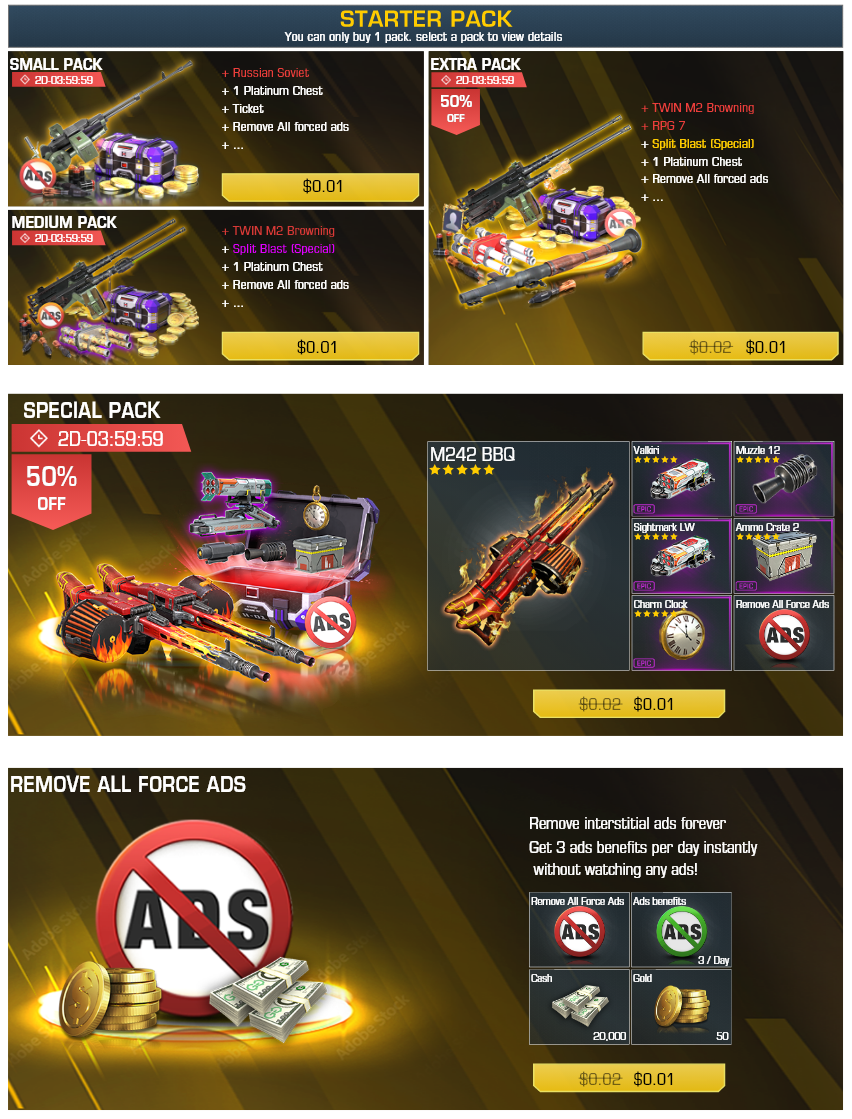 STARTER PACK
You can only buy 1 pack. select a pack to view details
SMALL PACK
2D-03:59:59
+ Russian Soviet
+ 1 Platinum Chest
+ Ticket
+ Remove All forced ads
+ ...
ADS
$0.01
MEDIUM PACK
2D-03:59:59
+ TWIN M2 Browning
+ Split Blast (Special)
+ 1 Platinum Chest
+ Remove All forced ads
+ ...
ADS
$0.01
EXTRA PACK
2D-03:59:59
50%
OFF
+ TWIN M2 Browning
+ RPG 7
+ Split Blast (Special)
+ 1 Platinum Chest
+ Remove All forced ads
+ ...
ADS
$0.02 $0.01
SPECIAL PACK
2D-03:59:59
50%
OFF
ADS
M242 BBQ
Valkiri
EPIC
Muzzle 12
EPIC
Sightmark LW
EPIC
Ammo Crate 2
EPIC
Charm Clock
EPIC
Remove All Force Ads
ADS
$0.02 $0.01
Adobe Stock
REMOVE ALL FORCE ADS
ADS
Remove interstitial ads forever
Get 3 ads benefits per day instantly
without watching any ads!
Remove All Force Ads
ADS
Ads benefits
ADS
3 / Day
Cash
20,000
Gold
50
$0.02 $0.01
Adobe Stock